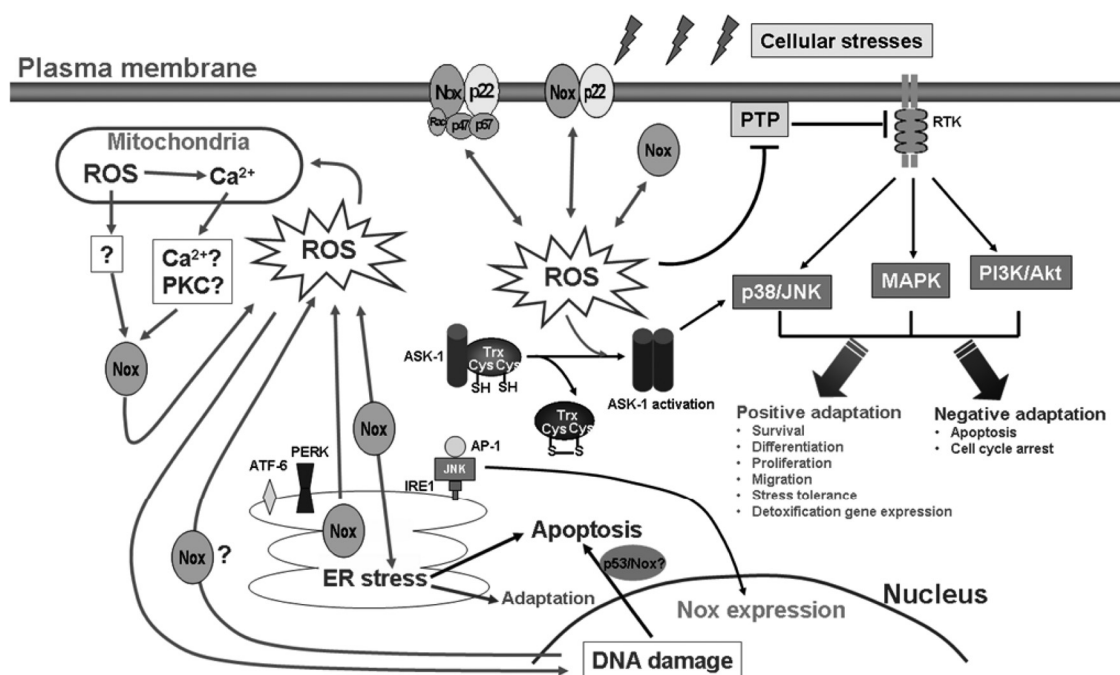 Cellular stresses
Plasma membrane
Nox p22
Rac p47 p67
Nox p22
PTP
RTK
Nox
Mitochondria
ROS
Ca²⁺
?
Ca²⁺?
PKC?
ROS
ROS
p38/JNK
MAPK
PI3K/Akt
Nox
ASK-1
Trx
Cys Cys
SH SH
ASK-1 activation
Trx
Cys Cys
S S
Positive adaptation
• Survival
• Differentiation
• Proliferation
• Migration
• Stress tolerance
• Detoxification gene expression
Negative adaptation
• Apoptosis
• Cell cycle arrest
Nox
AP-1
JNK
IRE1
PERK
ATF-6
Nox
Nox ?
Apoptosis
ER stress
Adaptation
p53/Nox?
Nox expression
Nucleus
DNA damage